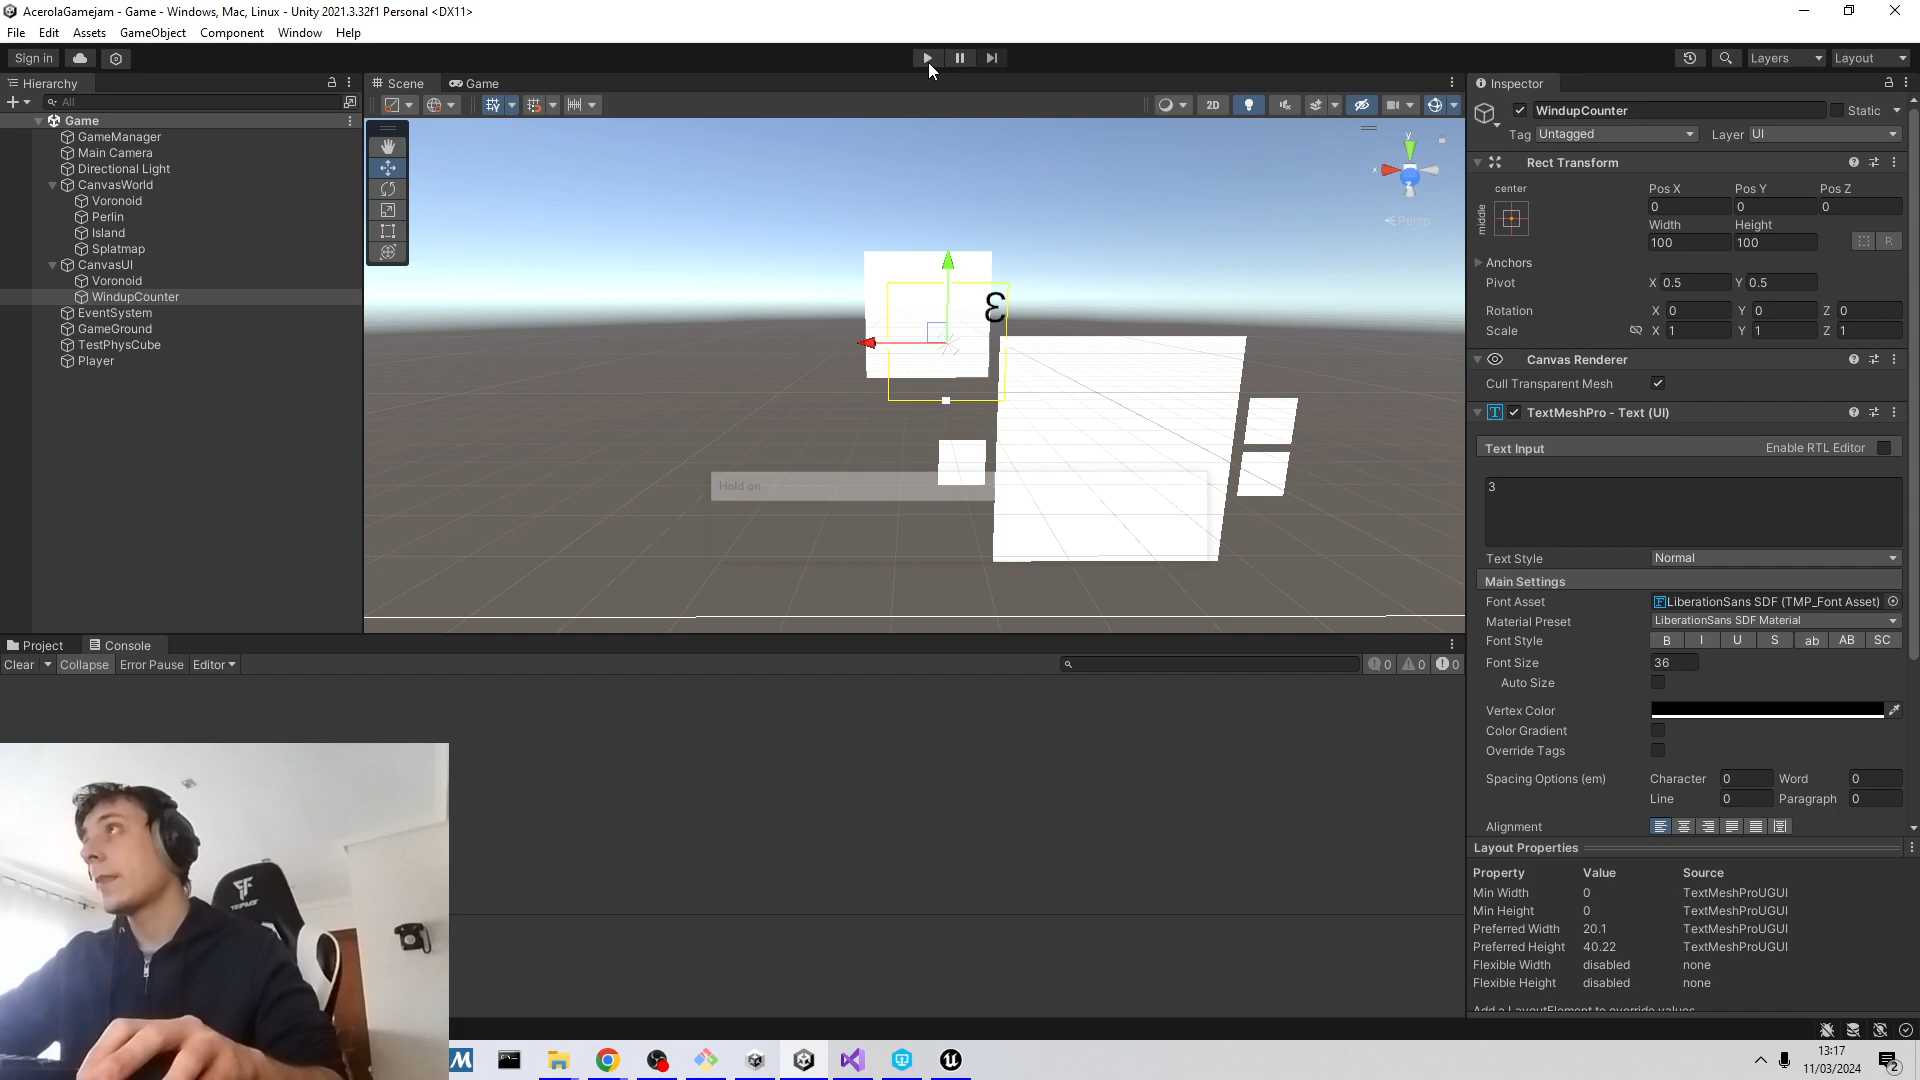 AcerolaGamejam - Game - Windows, Mac, Linux - Unity 2021.3.32f1 Personal <DX11>
File Edit Assets GameObject Component Window Help
Sign in
Layers
Layout
Hierarchy
All
Game
GameManager
Main Camera
Directional Light
CanvasWorld
Voronoid
Perlin
Island
Splatmap
CanvasUI
Voronoid
WindupCounter
EventSystem
GameGround
TestPhysCube
Player
Scene Game
2D
y
x
z
Persp
3
Hold on
Inspector
WindupCounter Static
Tag Untagged Layer UI
Rect Transform
center Pos X Pos Y Pos Z
middle 0 0 0
Width Height
100 100 R
Anchors
Pivot X 0.5 Y 0.5
Rotation X 0 Y 0 Z 0
Scale X 1 Y 1 Z 1
Canvas Renderer
Cull Transparent Mesh
TextMeshPro - Text (UI)
Text Input Enable RTL Editor
3
Text Style Normal
Main Settings
Font Asset LiberationSans SDF (TMP_Font Asset)
Material Preset LiberationSans SDF Material
Font Style B I U S ab AB SC
Font Size 36
Auto Size
Vertex Color
Color Gradient
Override Tags
Spacing Options (em) Character 0 Word 0
Line 0 Paragraph 0
Alignment
Layout Properties
Property Value Source
Min Width 0 TextMeshProUGUI
Min Height 0 TextMeshProUGUI
Preferred Width 20.1 TextMeshProUGUI
Preferred Height 40.22 TextMeshProUGUI
Flexible Width disabled none
Flexible Height disabled none
Add a LayoutElement to override values
Project Console
Clear Collapse Error Pause Editor
0 0 0
13:17
11/03/2024
2